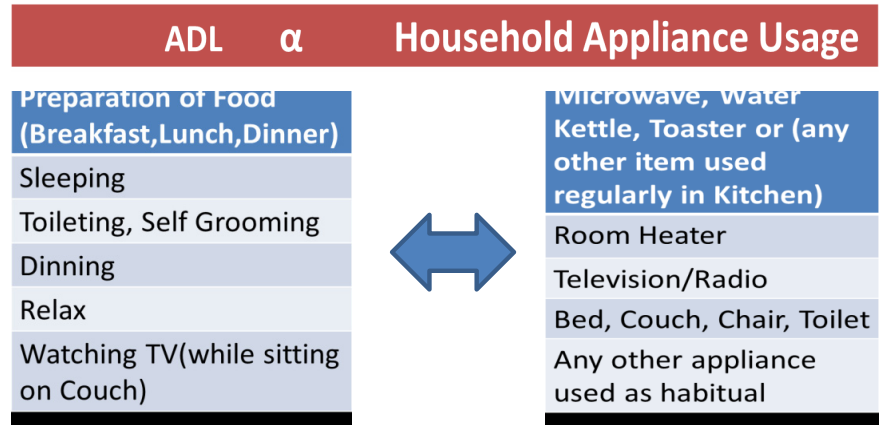 ADL α Household Appliance Usage
Preparation of Food
(Breakfast,Lunch,Dinner)
Sleeping
Toileting, Self Grooming
Dinning
Relax
Watching TV(while sitting
on Couch)
Microwave, Water
Kettle, Toaster or (any
other item used
regularly in Kitchen)
Room Heater
Television/Radio
Bed, Couch, Chair, Toilet
Any other appliance
used as habitual